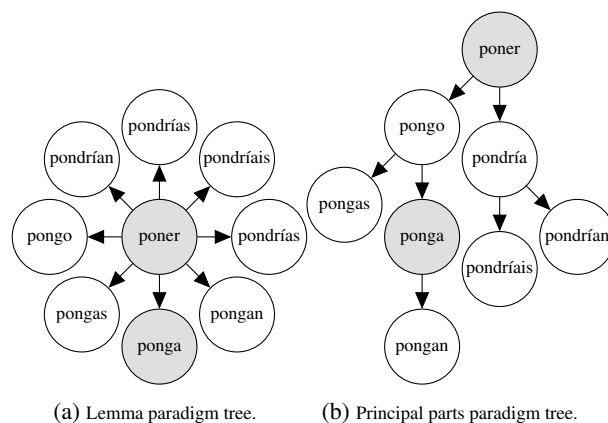 poner
pondrías
pongo
pondrían
pondríais
pondría
pongas
pongo
poner
pondrías
ponga
pondríais
pondrían
pongas
pongan
ponga
pongan
(a) Lemma paradigm tree.
(b) Principal parts paradigm tree.